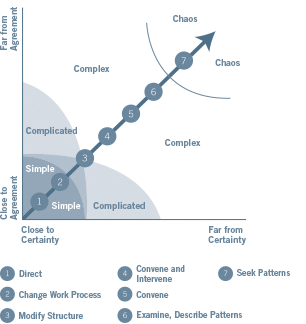 Far from
Agreement
Chaos
Chaos
Complex
Complex
Complicated
Complicated
Simple
Simple
7
6
5
4
3
2
1
Close to
Agreement
Close to
Certainty
Far from
Certainty
1 Direct
2 Change Work Process
3 Modify Structure
4 Convene and
Intervene
5 Convene
6 Examine, Describe Patterns
7 Seek Patterns